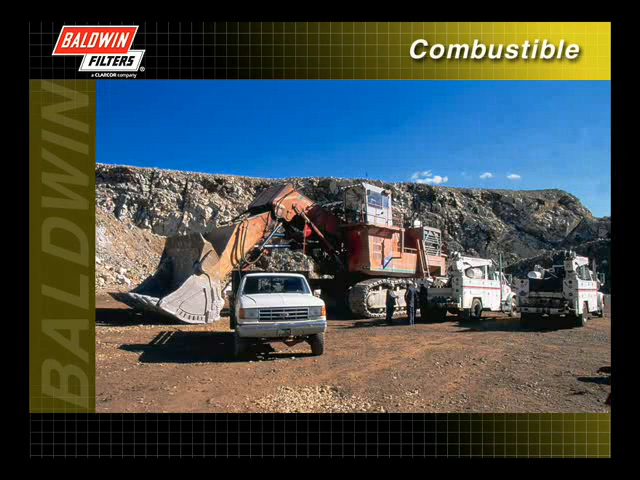 BALDWIN
FILTERS
a CLARCOR company
Combustible
BALDWIN